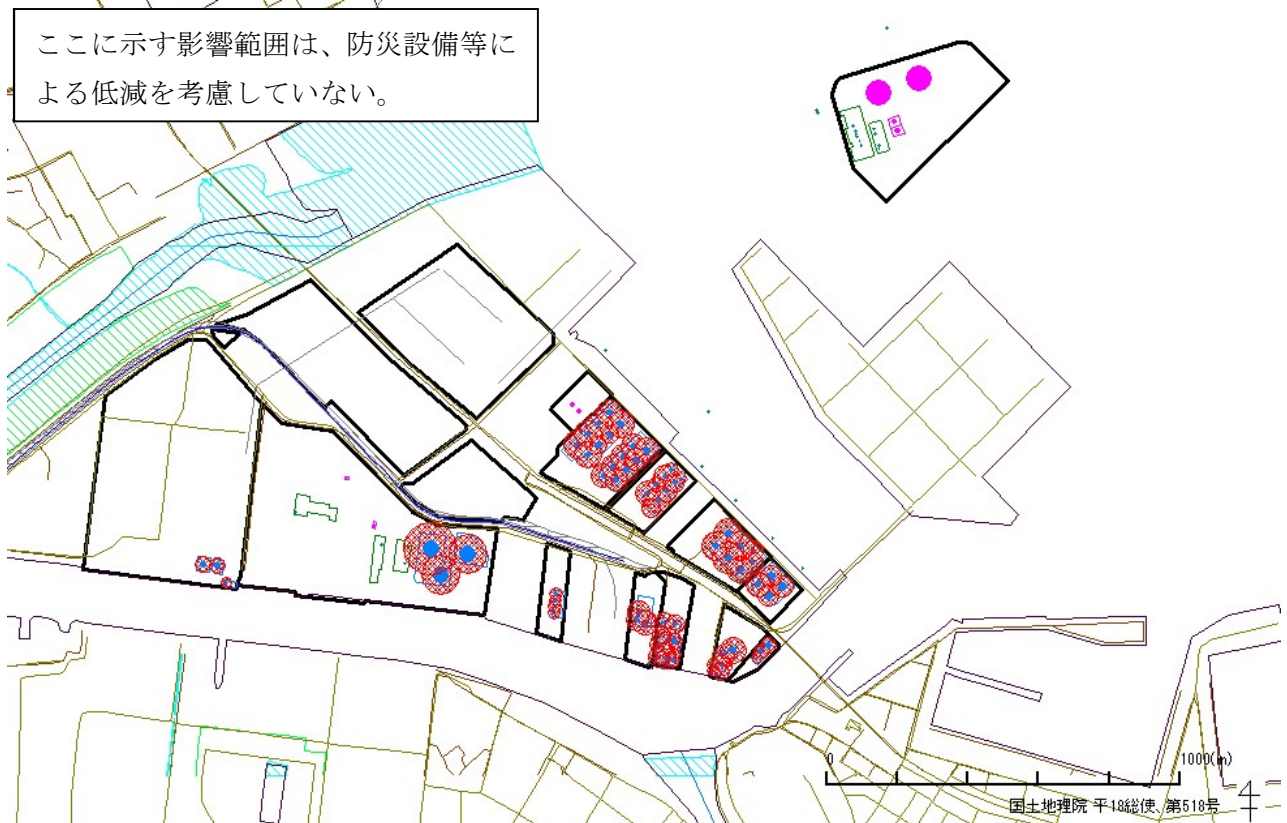 ここに示す影響範囲は、防災設備等に
よる低減を考慮していない。
0 1000(m)
国土地理院 平18総使、第518号